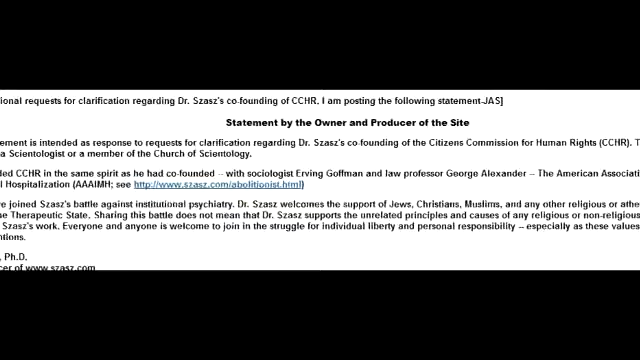 ional requests for clarification regarding Dr. Szasz's co-founding of CCHR, I am posting the following statement-JAS]
Statement by the Owner and Producer of the Site
ement is intended as response to requests for clarification regarding Dr. Szasz's co-founding of the Citizens Commission for Human Rights (CCHR). T
a Scientologist or a member of the Church of Scientology.
ded CCHR in the same spirit as he had co-founded -- with sociologist Erving Goffman and law professor George Alexander -- The American Associati
l Hospitalization (AAAIMH; see http://www.szasz.com/abolitionist.html)
e joined Szasz's battle against institutional psychiatry. Dr. Szasz welcomes the support of Jews, Christians, Muslims, and any other religious or athe
se Therapeutic State. Sharing this battle does not mean that Dr. Szasz supports the unrelated principles and causes of any religious or non-religious
Szasz's work. Everyone and anyone is welcome to join in the struggle for individual liberty and personal responsibility -- especially as these values
ntions.
, Ph.D.
cer of www.szasz.com